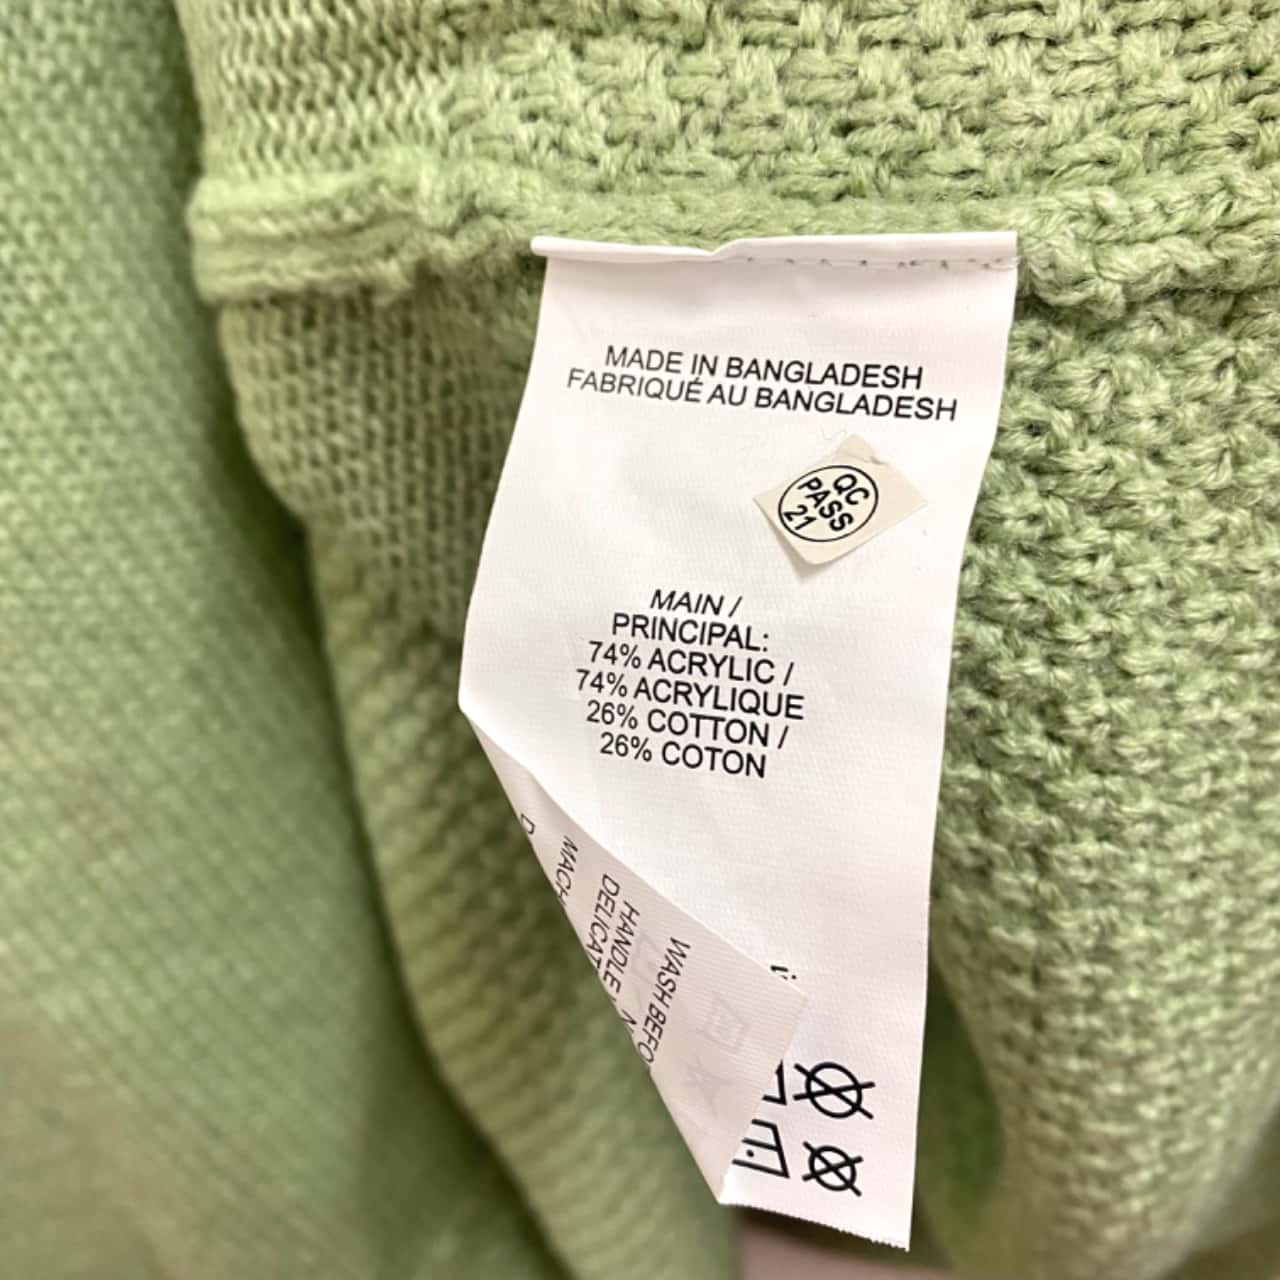 MADE IN BANGLADESH
FABRIQUÉ AU BANGLADESH
QC
PASS
21
MAIN /
PRINCIPAL:
74% ACRYLIC /
74% ACRYLIQUE
26% COTTON /
26% COTON
WASH
HANDLE